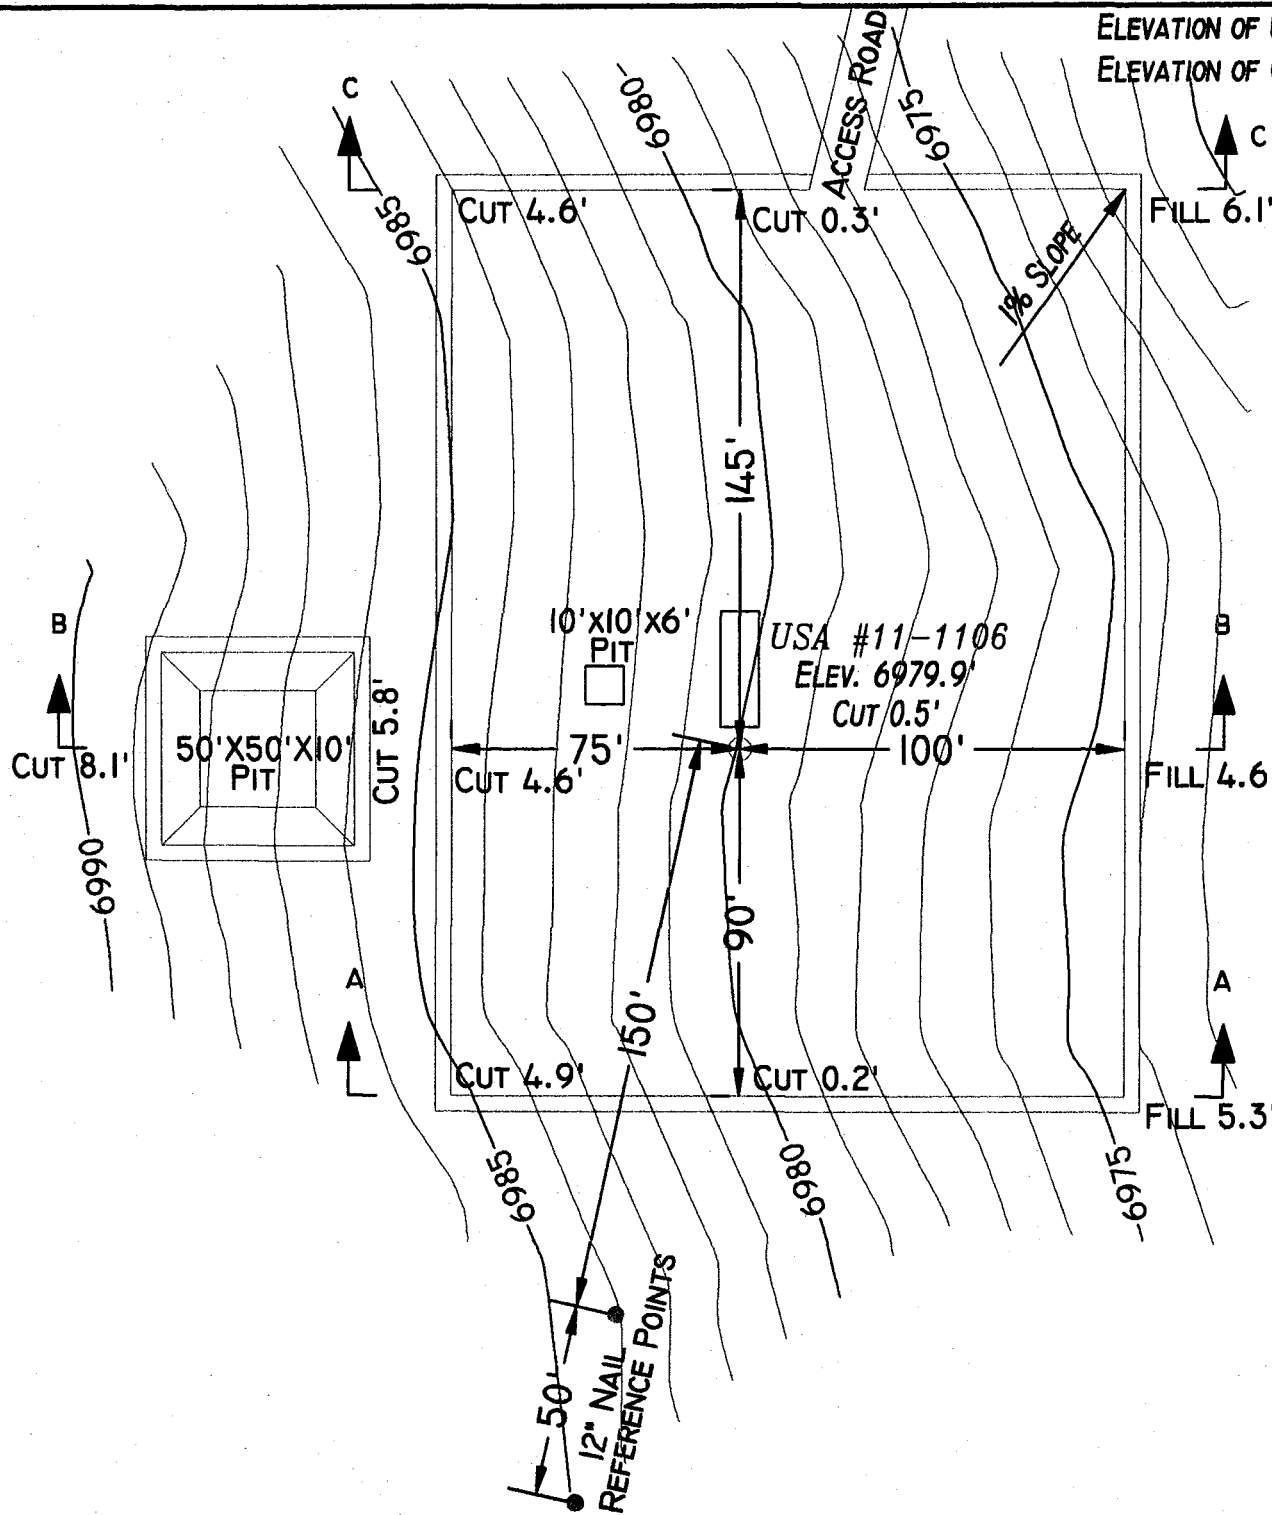 ELEVATION OF
ELEVATION OF
ACCESS ROAD
C
C
6980
6975
6985
CUT 4.6'
CUT 0.3'
FILL 6.1'
1% SLOPE
145'
B
B
10'X10'X6'
PIT
USA #11-1106
ELEV. 6979.9'
CUT 0.5'
CUT 5.8'
50'X50'X10'
PIT
CUT 8.1'
75'
100'
CUT 4.6'
FILL 4.6
6990
90'
A
A
150'
CUT 4.9'
CUT 0.2'
FILL 5.3'
6985
6980
6975
50'
12" NAIL
REFERENCE POINTS